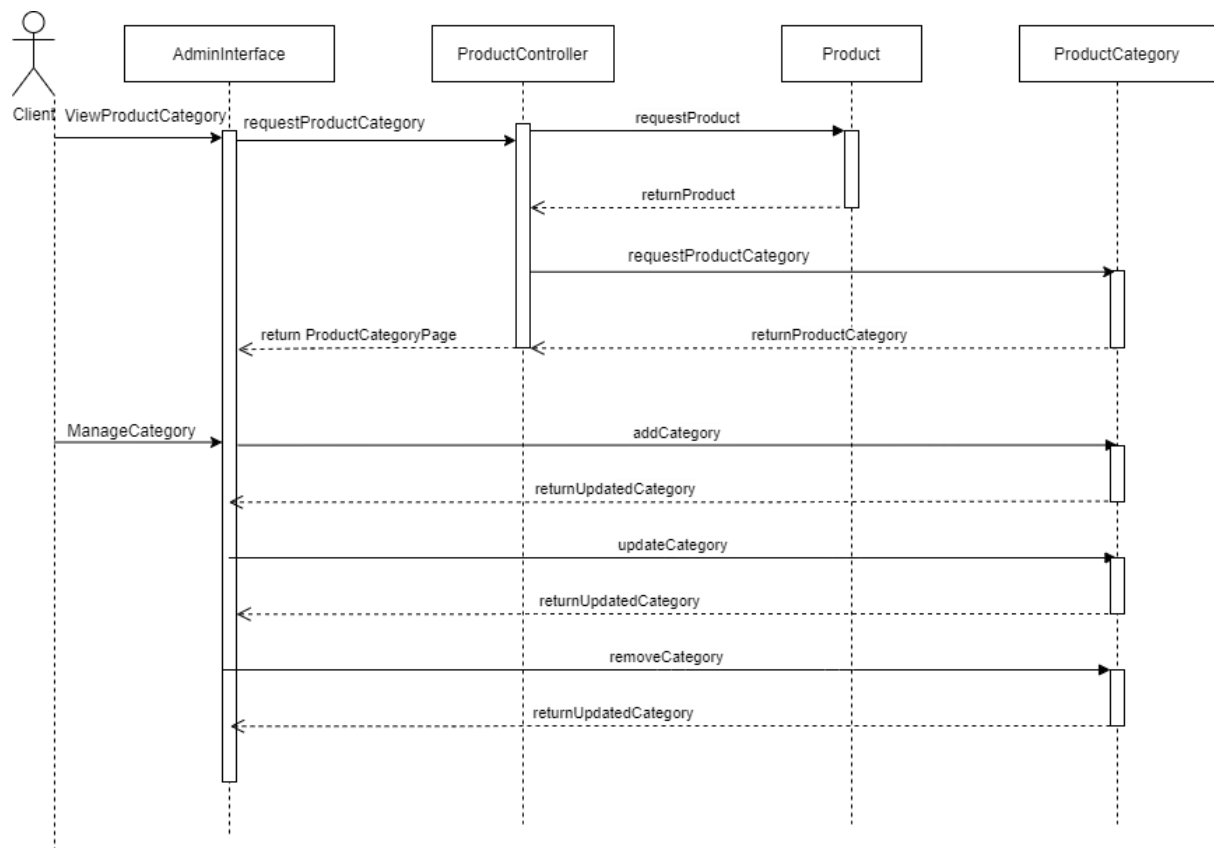 AdminInterface
ProductController
Product
ProductCategory
Client
ViewProductCategory
requestProductCategory
requestProduct
returnProduct
requestProductCategory
return ProductCategoryPage
returnProductCategory
ManageCategory
addCategory
returnUpdatedCategory
updateCategory
returnUpdatedCategory
removeCategory
returnUpdatedCategory